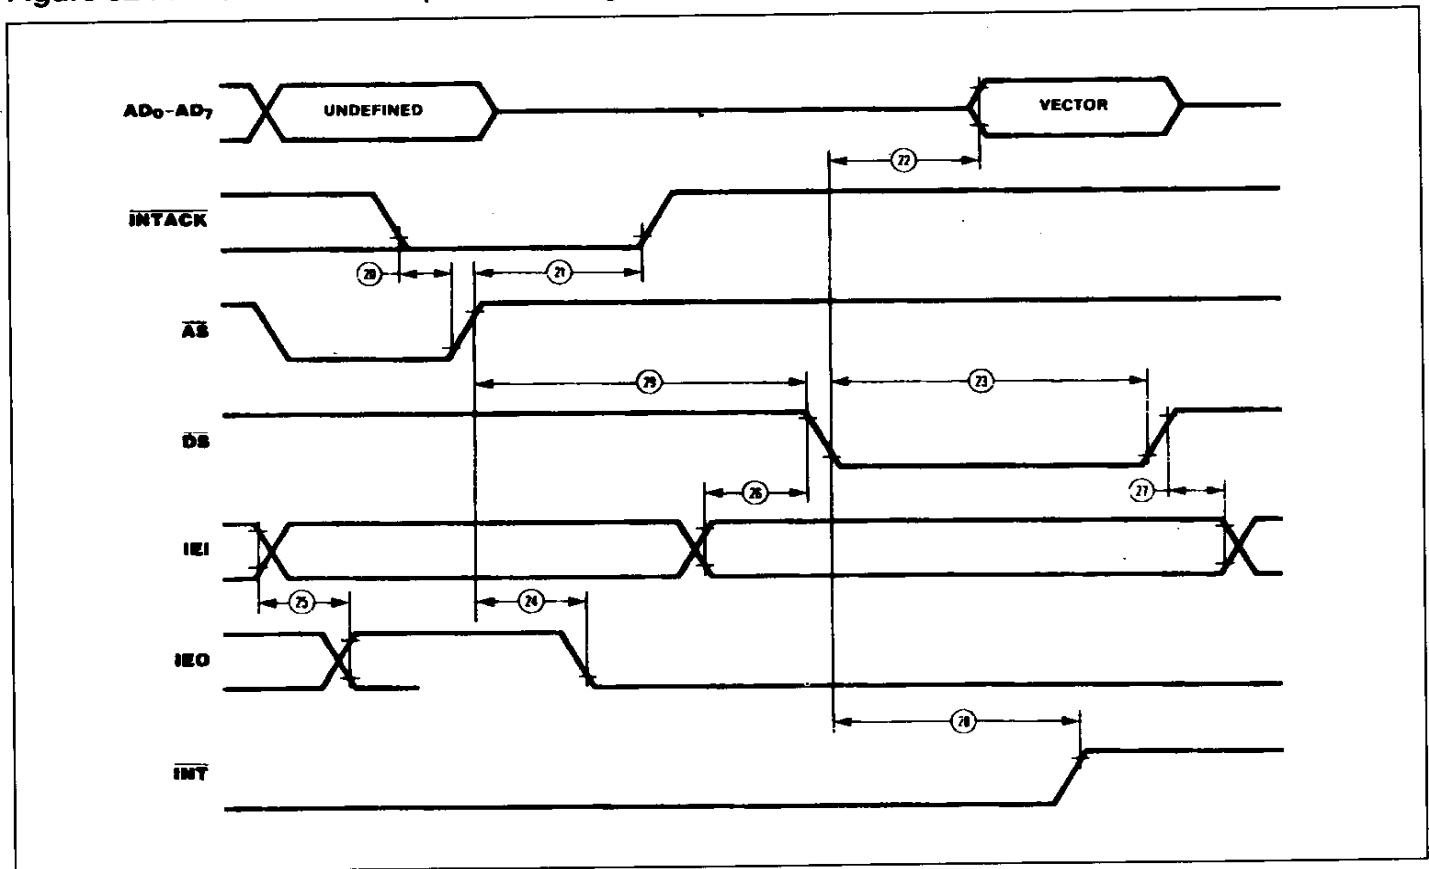 AD0-AD7
UNDEFINED
VECTOR
22
INTACK
20
21
AS
29
23
DS
26
27
IEI
25
24
IEO
28
INT